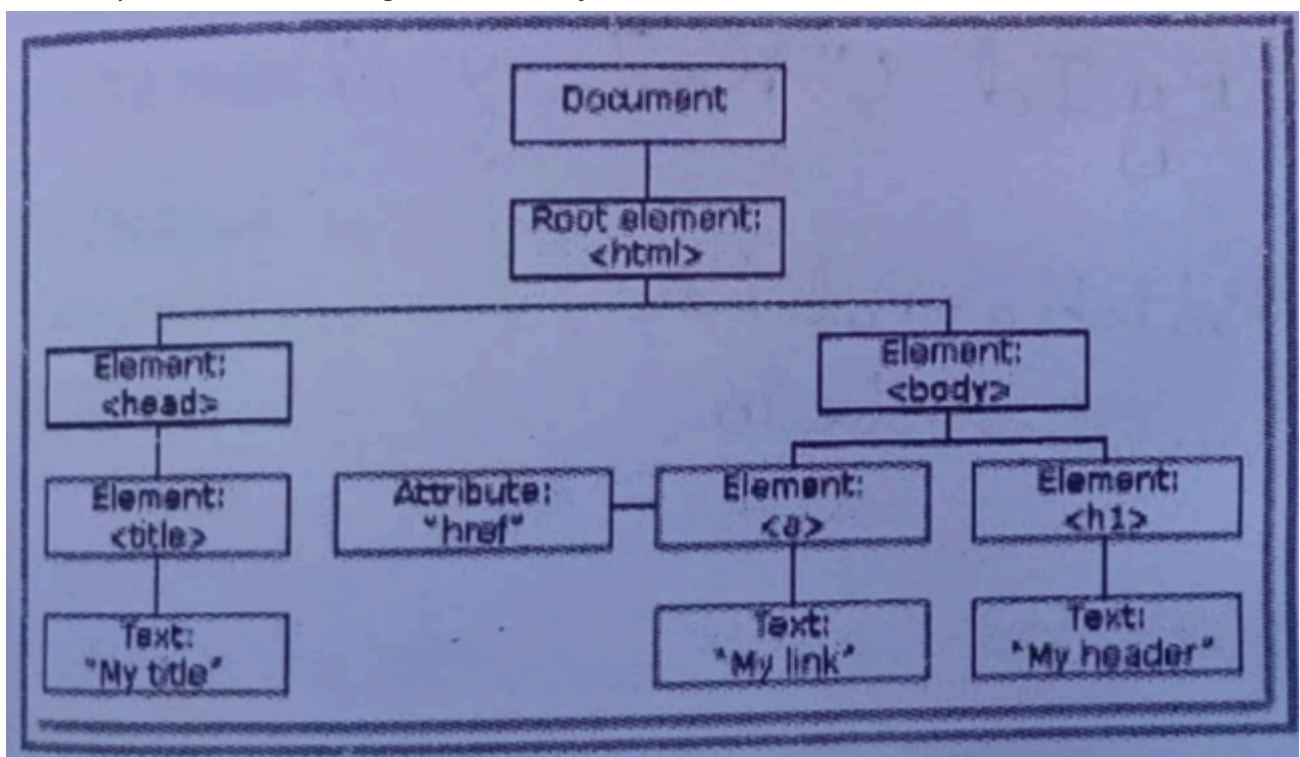 Document
Root element:
<html>
Element:
<head>
Element:
<body>
Element:
<title>
Attribute:
"href"
Element:
<a>
Element:
<h1>
Text:
"My title"
Text:
"My link"
Text:
"My header"